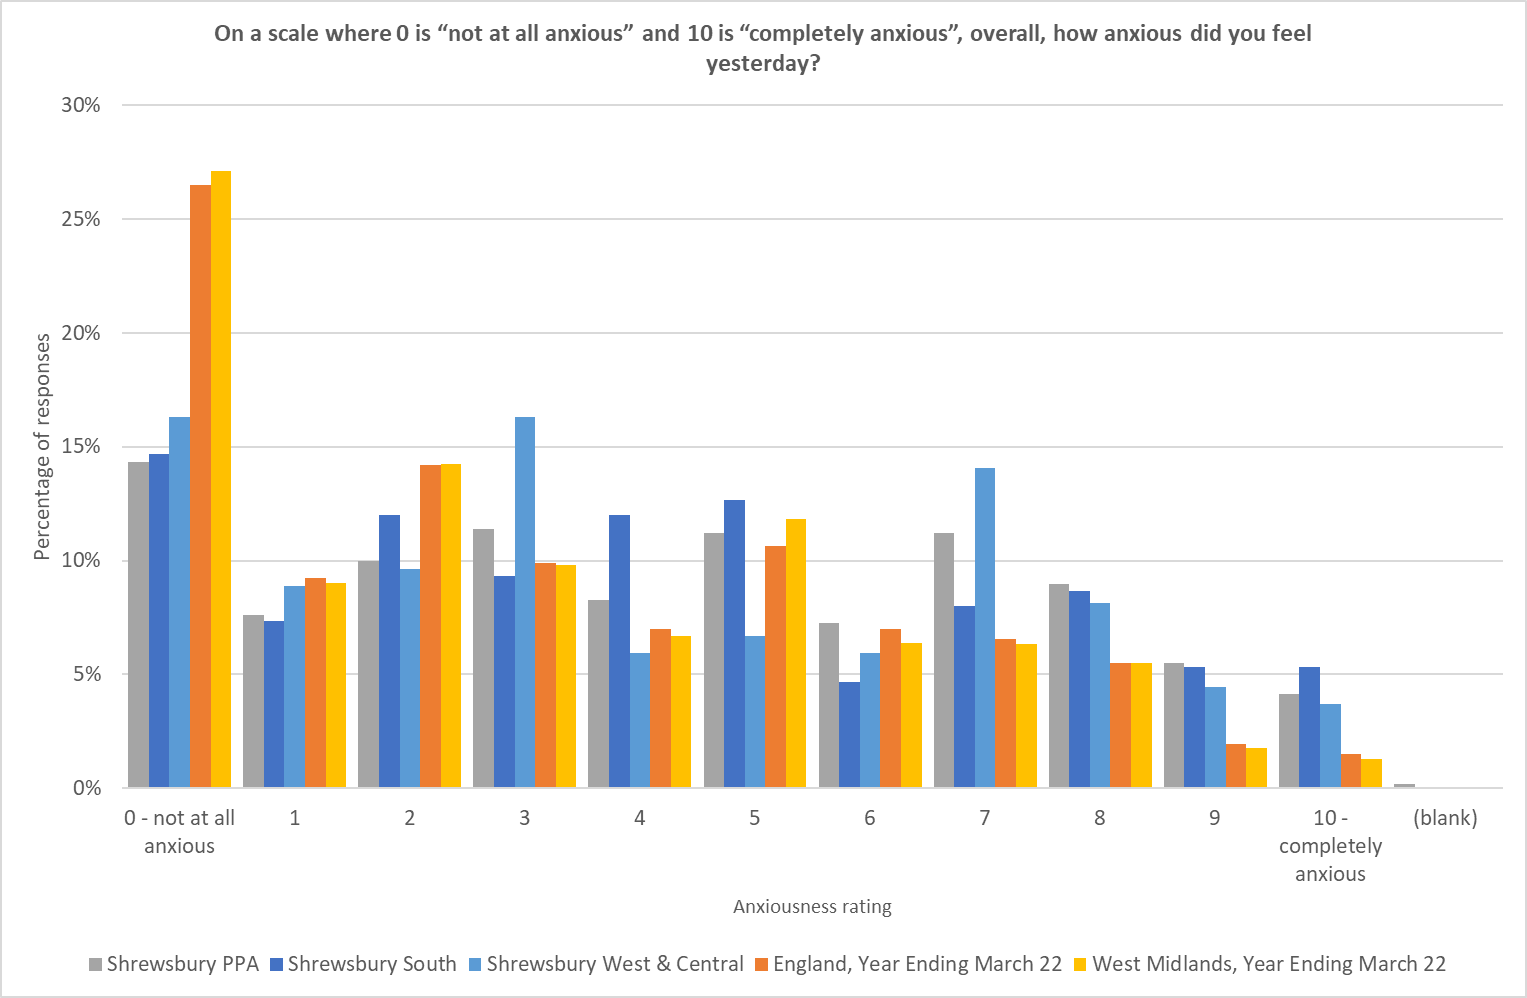 On a scale where 0 is “not at all anxious” and 10 is “completely anxious”, overall, how anxious did you feel
yesterday?
30%
25%
20%
15%
10%
5%
0%
Percentage of responses
0 - not at all
anxious
1
2
3
4
5
6
7
8
9
10 -
completely
anxious
(blank)
Anxiousness rating
Shrewsbury PPA
Shrewsbury South
Shrewsbury West & Central
England, Year Ending March 22
West Midlands, Year Ending March 22